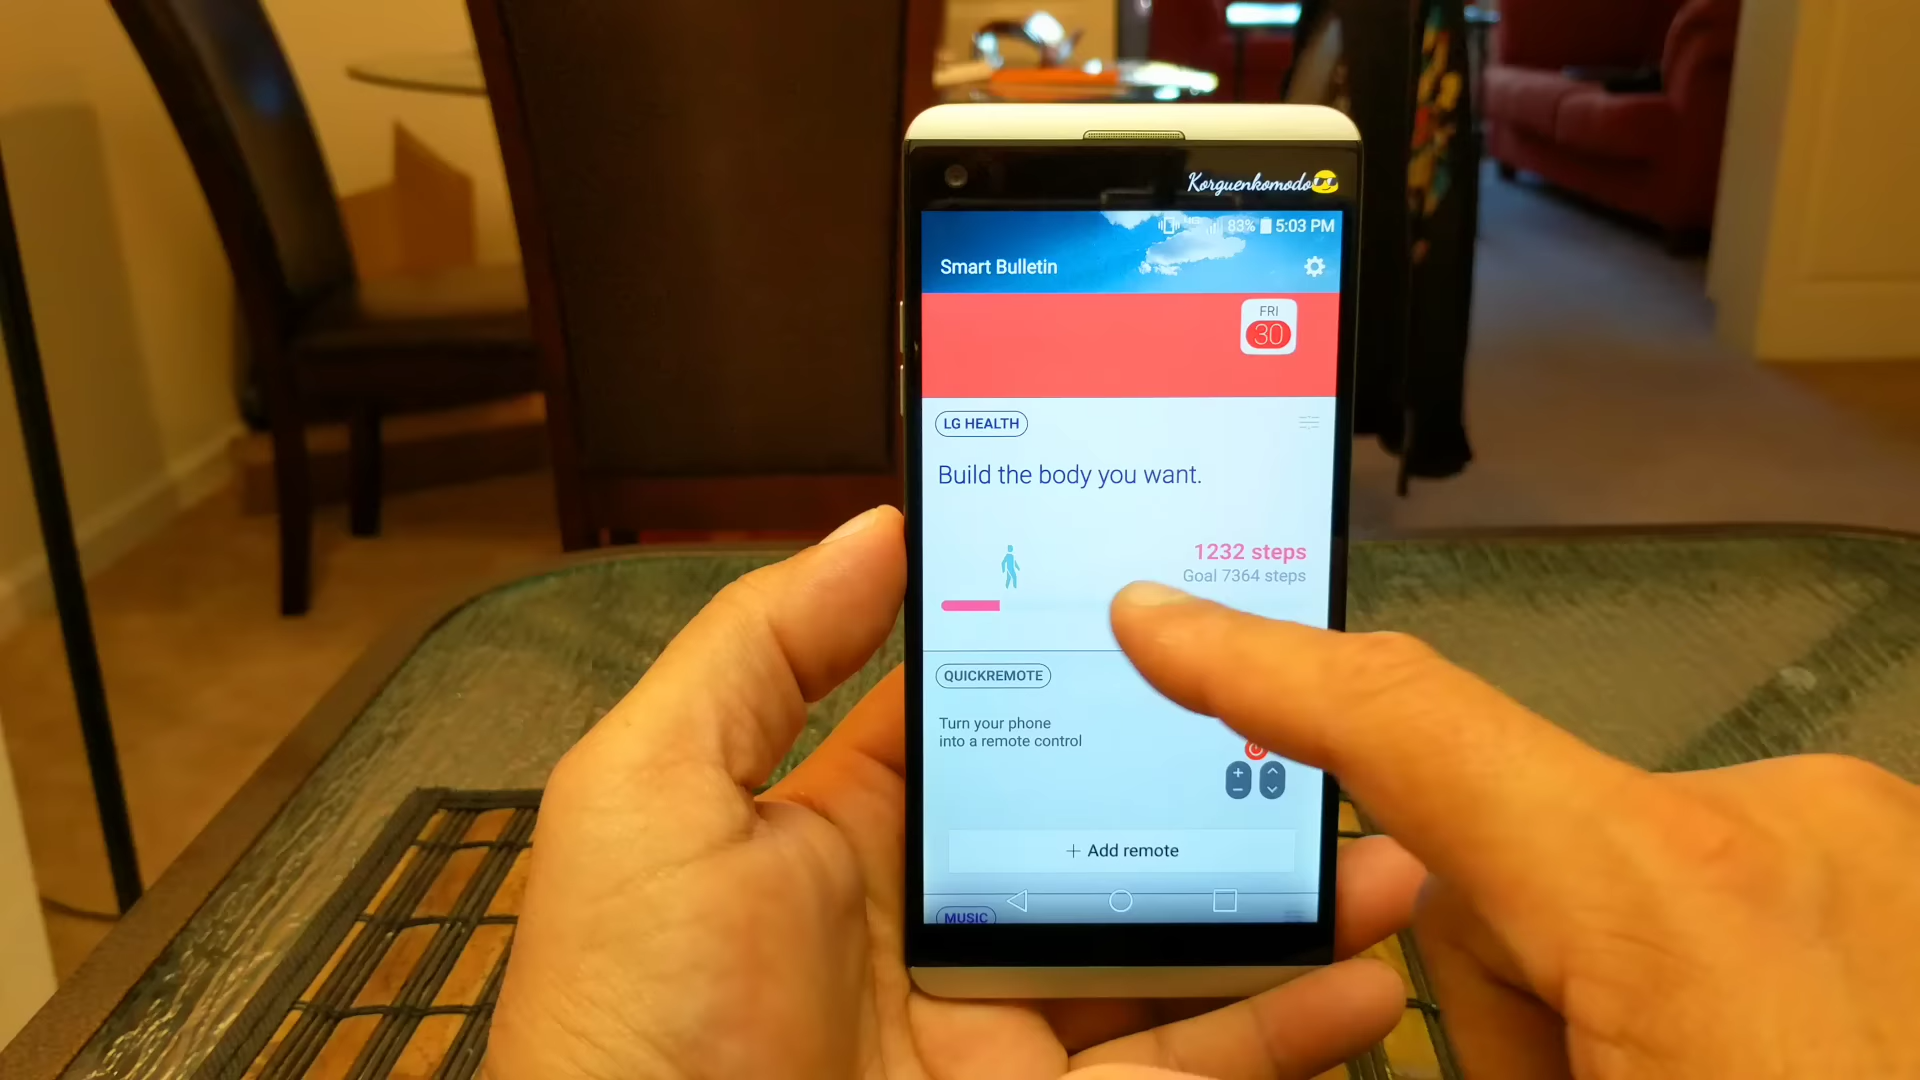 Korguenkomodo
83% 5:03 PM
Smart Bulletin
FRI
30
LG HEALTH
Build the body you want.
1232 steps
Goal 7364 steps
QUICKREMOTE
Turn your phone
into a remote control
+ Add remote
MUSIC